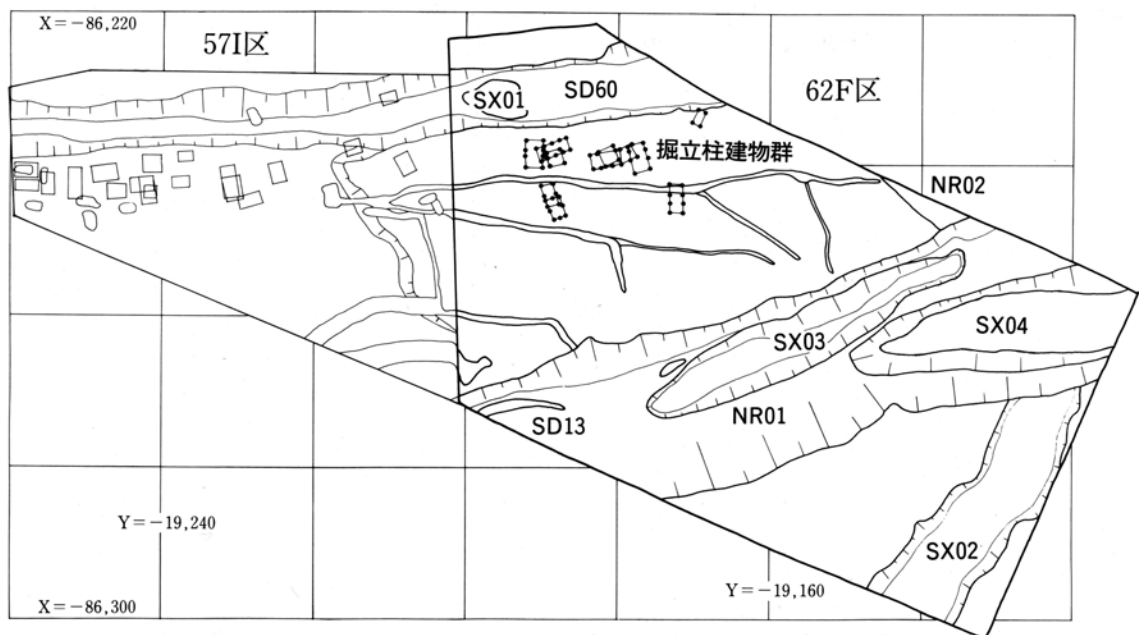 X=−86,220
57I区
SX01
SD60
62F区
掘立柱建物群
NR02
SX04
SX03
NR01
SD13
Y=−19,240
SX02
Y=−19,160
X=−86,300